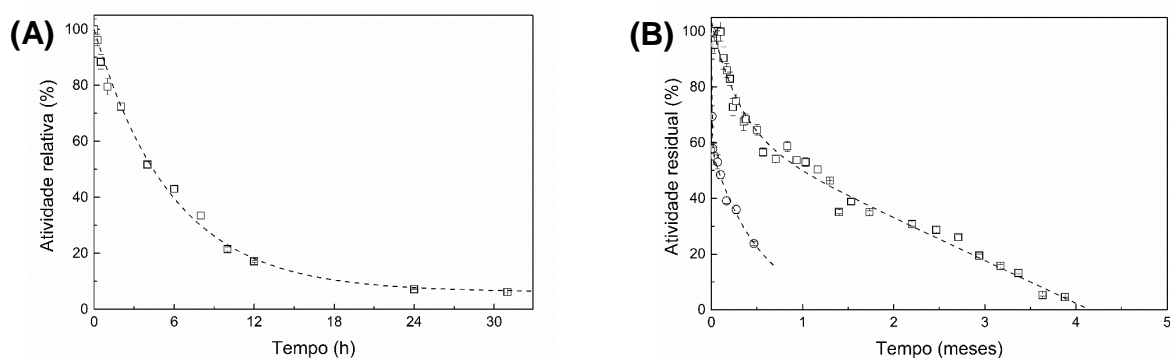 (A)
Atividade relativa (%)
100
80
60
40
20
0
0 6 12 18 24 30
Tempo (h)
(B)
Atividade residual (%)
100
80
60
40
20
0
0 1 2 3 4 5
Tempo (meses)